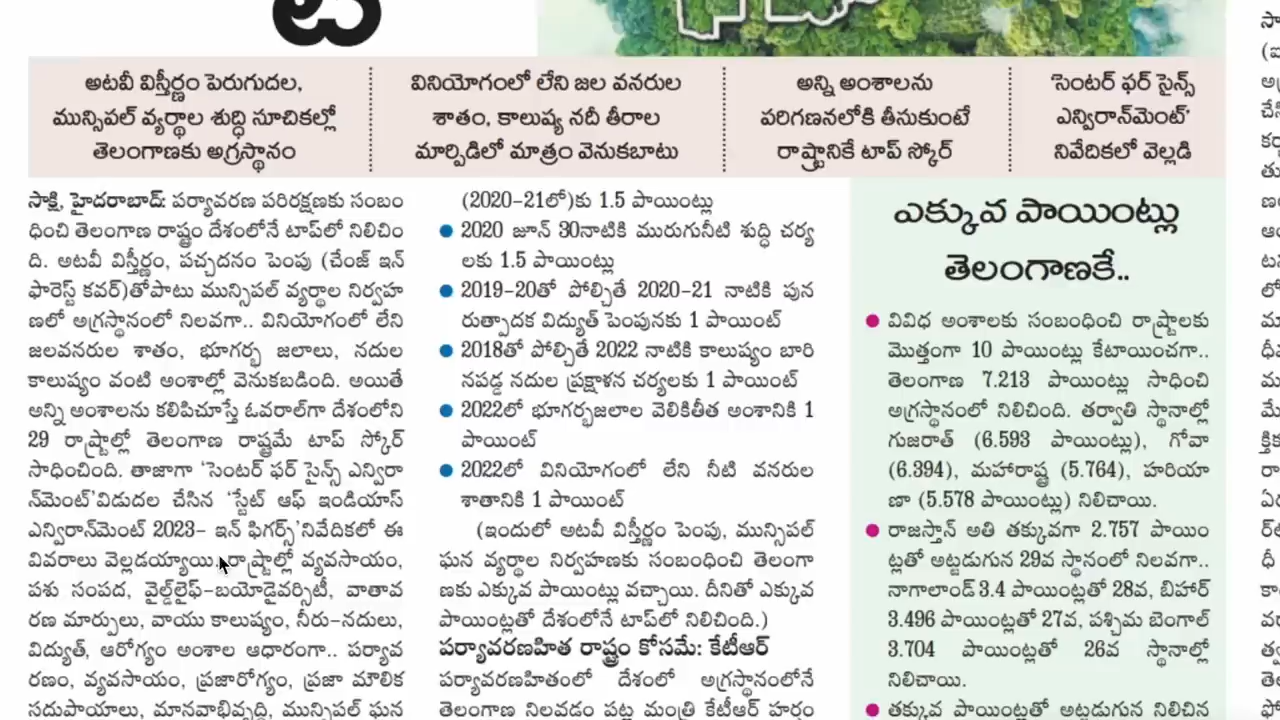 అటవీ విస్తీర్ణం పెరుగుదల,
మున్సిపల్ వ్యర్థాల శుద్ధి సూచికల్లో
తెలంగాణకు అగ్రస్థానం
వినియోగంలో లేని జల వనరుల
శాతం, కాలుష్య నదీ తీరాల
మార్పిడిలో మాత్రం వెనుకబాటు
అన్ని అంశాలను
పరిగణనలోకి తీసుకుంటే
రాష్ట్రానికే టాప్ స్కోర్
'సెంటర్ ఫర్ సైన్స్
ఎన్విరాన్‌మెంట్'
నివేదికలో వెల్లడి
సాక్షి, హైదరాబాద్: పర్యావరణ పరిరక్షణకు సంబం
ధించి తెలంగాణ రాష్ట్రం దేశంలోనే టాప్‌లో నిలిచిం
ది. అటవీ విస్తీర్ణం, పచ్చదనం పెంపు (చేంజ్ ఇన్
ఫారెస్ట్ కవర్)తోపాటు మున్సిపల్ వ్యర్థాల నిర్వహ
ణలో అగ్రస్థానంలో నిలవగా.. వినియోగంలో లేని
జలవనరుల శాతం, భూగర్భ జలాలు, నదుల
కాలుష్యం వంటి అంశాల్లో వెనుకబడింది. అయితే
అన్ని అంశాలను కలిపిచూస్తే ఓవరాల్‌గా దేశంలోని
29 రాష్ట్రాల్లో తెలంగాణ రాష్ట్రమే టాప్ స్కోర్
సాధించింది. తాజాగా 'సెంటర్ ఫర్ సైన్స్ ఎన్విరా
న్‌మెంట్'విడుదల చేసిన 'స్టేట్ ఆఫ్ ఇండియాస్
ఎన్విరాన్‌మెంట్ 2023- ఇన్ ఫిగర్స్'నివేదికలో ఈ
వివరాలు వెల్లడయ్యాయి. రాష్ట్రాల్లో వ్యవసాయం,
పశు సంపద, వైల్డ్‌లైఫ్-బయోడైవర్సిటీ, వాతావ
రణ మార్పులు, వాయు కాలుష్యం, నీరు-నదులు,
విద్యుత్, ఆరోగ్యం అంశాల ఆధారంగా.. పర్యావ
రణం, వ్యవసాయం, ప్రజారోగ్యం, ప్రజా మౌలిక
సదుపాయాలు, మానవాభివృద్ధి, మున్సిపల్ ఘన
(2020-21లో)కు 1.5 పాయింట్లు
2020 జూన్ 30నాటికి మురుగునీటి శుద్ధి చర్య
లకు 1.5 పాయింట్లు
2019-20తో పోల్చితే 2020-21 నాటికి పున
రుత్పాదక విద్యుత్ పెంపునకు 1 పాయింట్
2018తో పోల్చితే 2022 నాటికి కాలుష్యం బారి
నపడ్డ నదుల ప్రక్షాళన చర్యలకు 1 పాయింట్
2022లో భూగర్భజలాల వెలికితీత అంశానికి 1
పాయింట్
2022లో వినియోగంలో లేని నీటి వనరుల
శాతానికి 1 పాయింట్
(ఇందులో అటవీ విస్తీర్ణం పెంపు, మున్సిపల్
ఘన వ్యర్థాల నిర్వహణకు సంబంధించి తెలంగా
ణకు ఎక్కువ పాయింట్లు వచ్చాయి. దీనితో ఎక్కువ
పాయింట్లతో దేశంలోనే టాప్‌లో నిలిచింది.)
పర్యావరణహిత రాష్ట్రం కోసమే: కేటీఆర్
పర్యావరణహితంలో దేశంలో అగ్రస్థానంలోనే
తెలంగాణ నిలవడం పట్ల మంత్రి కేటీఆర్ హర్షం
ఎక్కువ పాయింట్లు
తెలంగాణకే..
వివిధ అంశాలకు సంబంధించి రాష్ట్రాలకు
మొత్తంగా 10 పాయింట్లు కేటాయించగా..
తెలంగాణ 7.213 పాయింట్లు సాధించి
అగ్రస్థానంలో నిలిచింది. తర్వాతి స్థానాల్లో
గుజరాత్ (6.593 పాయింట్లు), గోవా
(6.394), మహారాష్ట్ర (5.764), హరియా
ణా (5.578 పాయింట్లు) నిలిచాయి.
రాజస్తాన్ అతి తక్కువగా 2.757 పాయిం
ట్లతో అట్టడుగున 29వ స్థానంలో నిలవగా..
నాగాలాండ్ 3.4 పాయింట్లతో 28వ, బిహార్
3.496 పాయింట్లతో 27వ, పశ్చిమ బెంగాల్
3.704 పాయింట్లతో 26వ స్థానాల్లో
నిలిచాయి.
తక్కువ పాయింట్లతో అట్టడుగున నిలిచిన